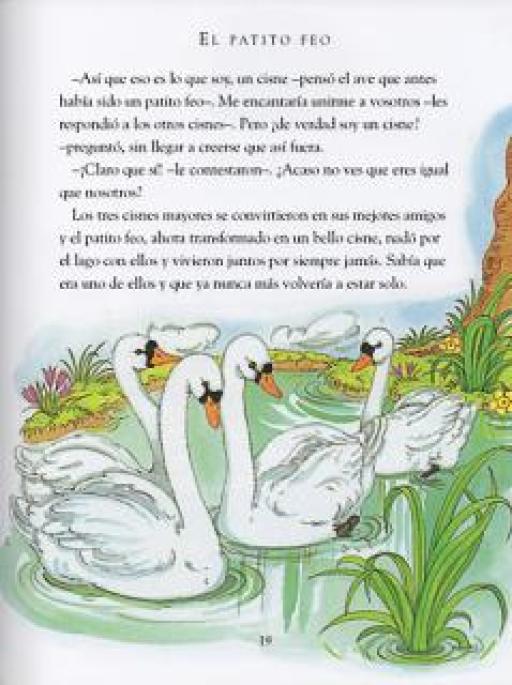 EL PATITO FEO
–Así que eso es lo que soy, un cisne –pensó el ave que antes
había sido un patito feo–. Me encantaría unirme a vosotros –les
respondió a los otros cisnes–. Pero ¿de verdad soy un cisne?
–preguntó, sin llegar a creerse que así fuera.
–¡Claro que sí! –le contestaron–. ¿Acaso no ves que eres igual
que nosotros?
Los tres cisnes mayores se convirtieron en sus mejores amigos
y el patito feo, ahora transformado en un bello cisne, nadó por
el lago con ellos y vivieron juntos por siempre jamás. Sabía que
era uno de ellos y que ya nunca más volvería a estar solo.
19